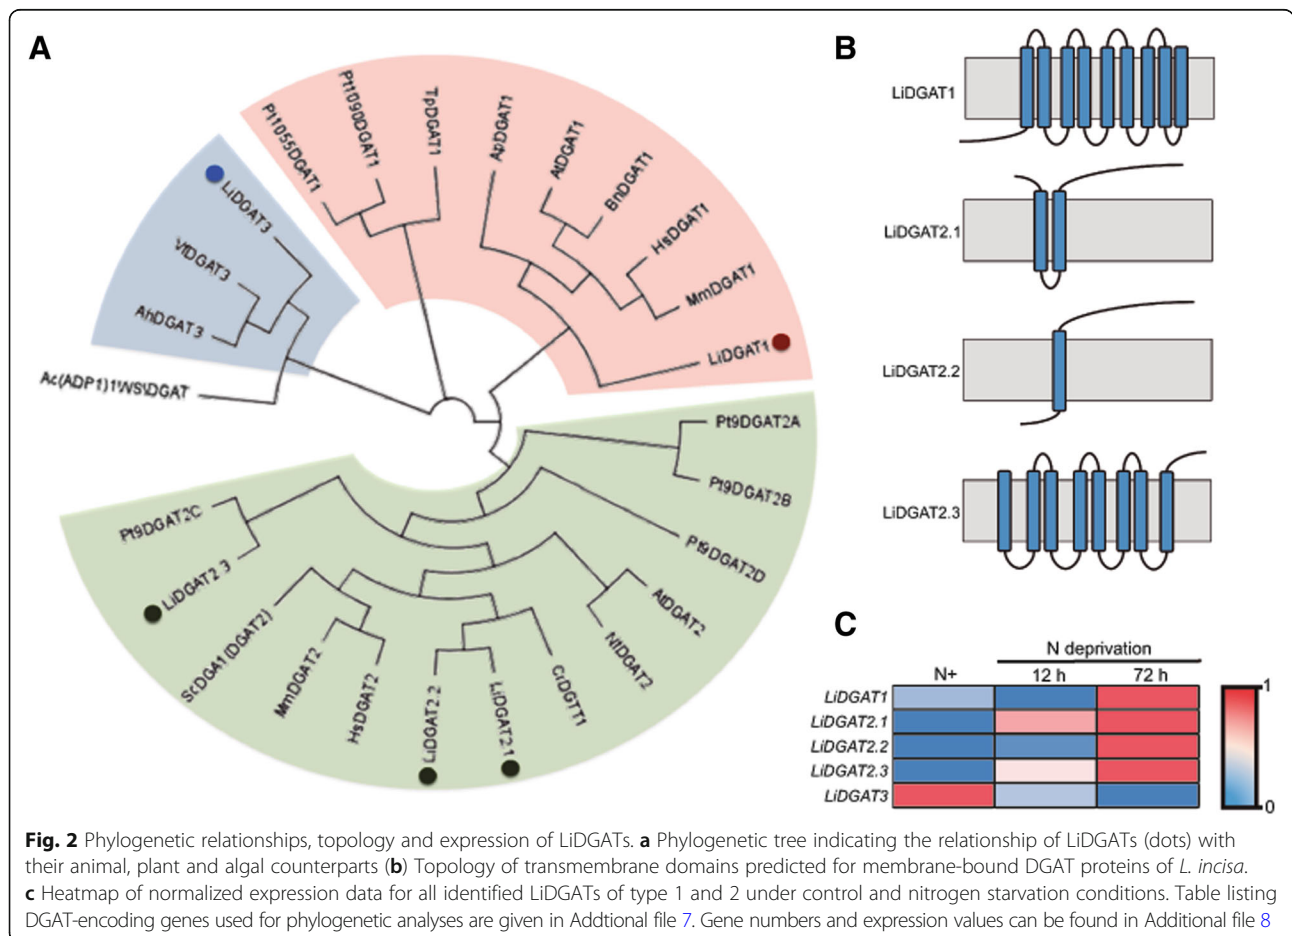 A
Pt1055DGAT1
Pt1090DGAT1
TpDGAT1
ApDGAT1
AtDGAT1
BnDGAT1
HsDGAT1
MmDGAT1
LiDGAT1
LiDGAT3
VfDGAT3
AhDGAT3
Ac(ADP1)1WS\DGAT
Pt9DGAT2A
Pt9DGAT2B
Pt9DGAT2D
AtDGAT2
NfDGAT2
CrDGTT1
LiDGAT2.1
LiDGAT2.2
HsDGAT2
MmDGAT2
ScDGA1(DGAT2)
LiDGAT2.3
Pt9DGAT2C
B
LiDGAT1
LiDGAT2.1
LiDGAT2.2
LiDGAT2.3
C
N deprivation
N+ 12 h 72 h
LiDGAT1
LiDGAT2.1
LiDGAT2.2
LiDGAT2.3
LiDGAT3
1
0
Fig. 2 Phylogenetic relationships, topology and expression of LiDGATs. a Phylogenetic tree indicating the relationship of LiDGATs (dots) with
their animal, plant and algal counterparts (b) Topology of transmembrane domains predicted for membrane-bound DGAT proteins of L. incisa.
c Heatmap of normalized expression data for all identified LiDGATs of type 1 and 2 under control and nitrogen starvation conditions. Table listing
DGAT-encoding genes used for phylogenetic analyses are given in Addtional file 7. Gene numbers and expression values can be found in Additional file 8